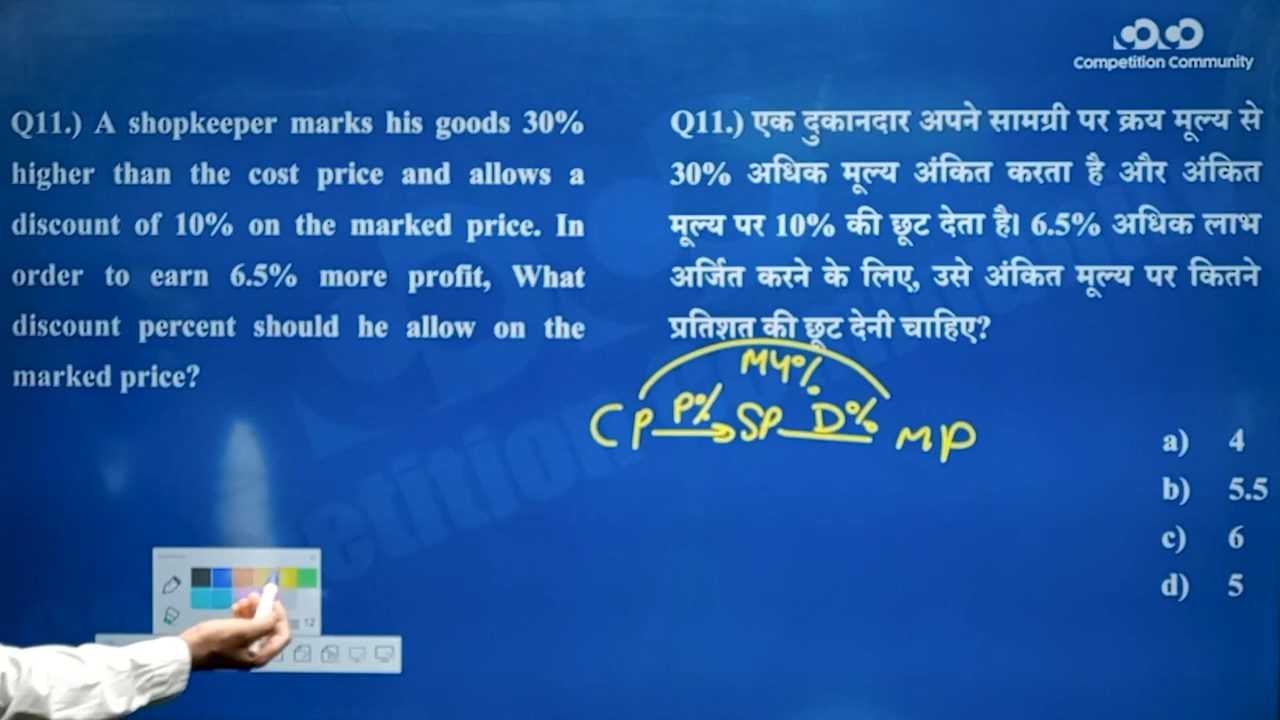 Competition Community
Q11.) A shopkeeper marks his goods 30%
higher than the cost price and allows a
discount of 10% on the marked price. In
order to earn 6.5% more profit, What
discount percent should he allow on the
marked price?
Q11.) एक दुकानदार अपने सामग्री पर क्रय मूल्य से
30% अधिक मूल्य अंकित करता है और अंकित
मूल्य पर 10% की छूट देता है। 6.5% अधिक लाभ
अर्जित करने के लिए, उसे अंकित मूल्य पर कितने
प्रतिशत की छूट देनी चाहिए?
CP P% SP D% MP
a) 4
b) 5.5
c) 6
d) 5
12